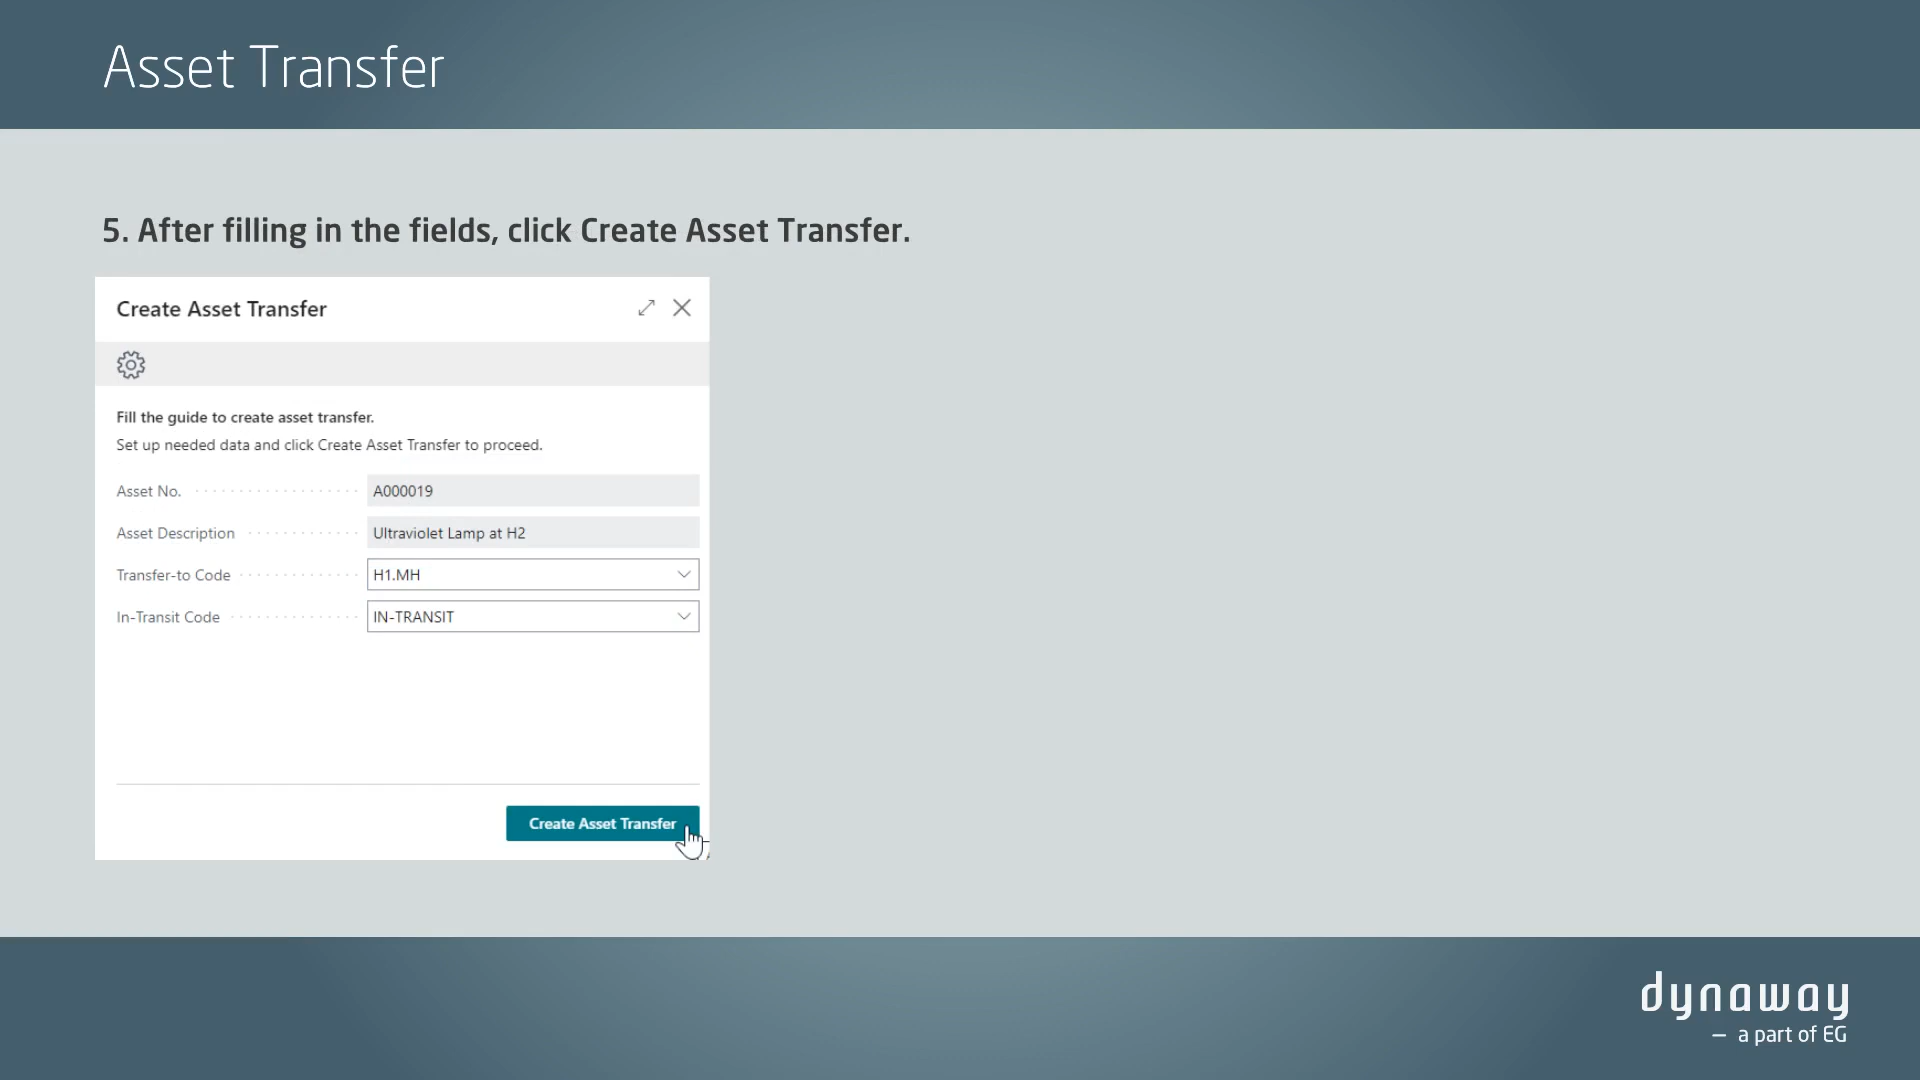 Asset Transfer
5. After filling in the fields, click Create Asset Transfer.
Create Asset Transfer
Fill the guide to create asset transfer.
Set up needed data and click Create Asset Transfer to proceed.
Asset No. A000019
Asset Description Ultraviolet Lamp at H2
Transfer-to Code H1.MH
In-Transit Code IN-TRANSIT
Create Asset Transfer
dynaway
– a part of EG